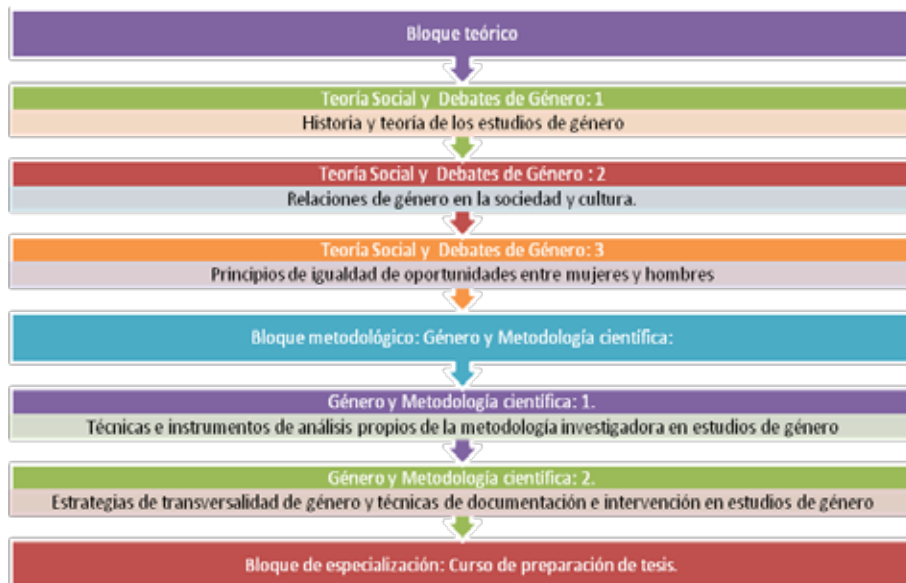 Bloque teórico
Teoría Social y Debates de Género: 1
Historia y teoría de los estudios de género
Teoría Social y Debates de Género : 2
Relaciones de género en la sociedad y cultura.
Teoría Social y Debates de Género: 3
Principios de igualdad de oportunidades entre mujeres y hombres
Bloque metodológico: Género y Metodología científica:
Género y Metodología científica: 1.
Técnicas e instrumentos de análisis propios de la metodología investigadora en estudios de género
Género y Metodología científica: 2.
Estrategias de transversalidad de género y técnicas de documentación e intervención en estudios de género
Bloque de especialización: Curso de preparación de tesis.